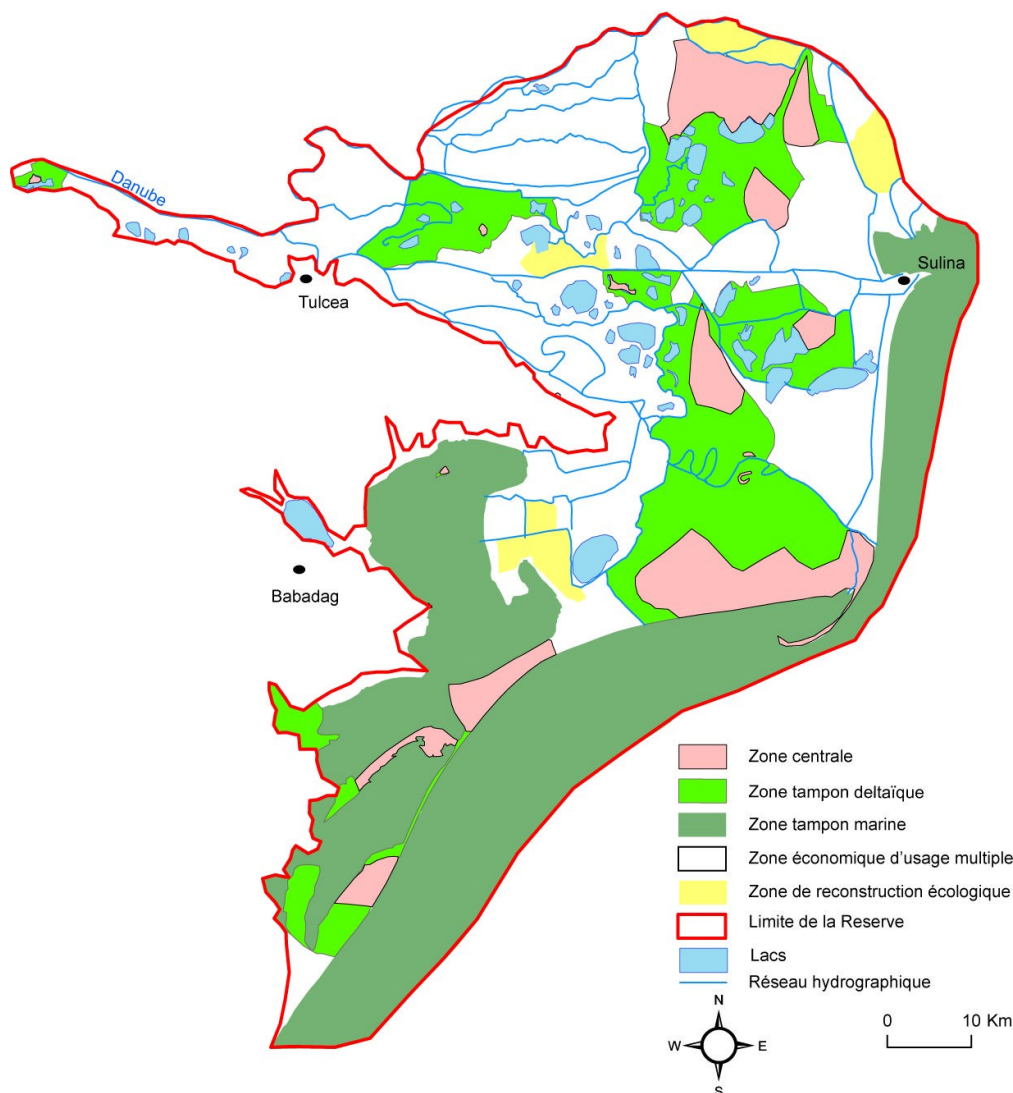 Danube
Tulcea
Sulina
Babadag
Zone centrale
Zone tampon deltaïque
Zone tampon marine
Zone économique d'usage multiple
Zone de reconstruction écologique
Limite de la Reserve
Lacs
Réseau hydrographique
N
W E
S
0 10 Km